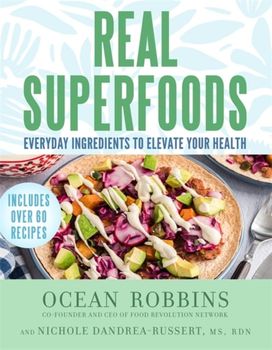 REAL
SUPERFOODS
EVERYDAY INGREDIENTS TO ELEVATE YOUR HEALTH
INCLUDES
OVER 60
RECIPES
OCEAN ROBBINS
CO-FOUNDER AND CEO OF FOOD REVOLUTION NETWORK
AND NICHOLE DANDREA-RUSSERT, MS, RDN